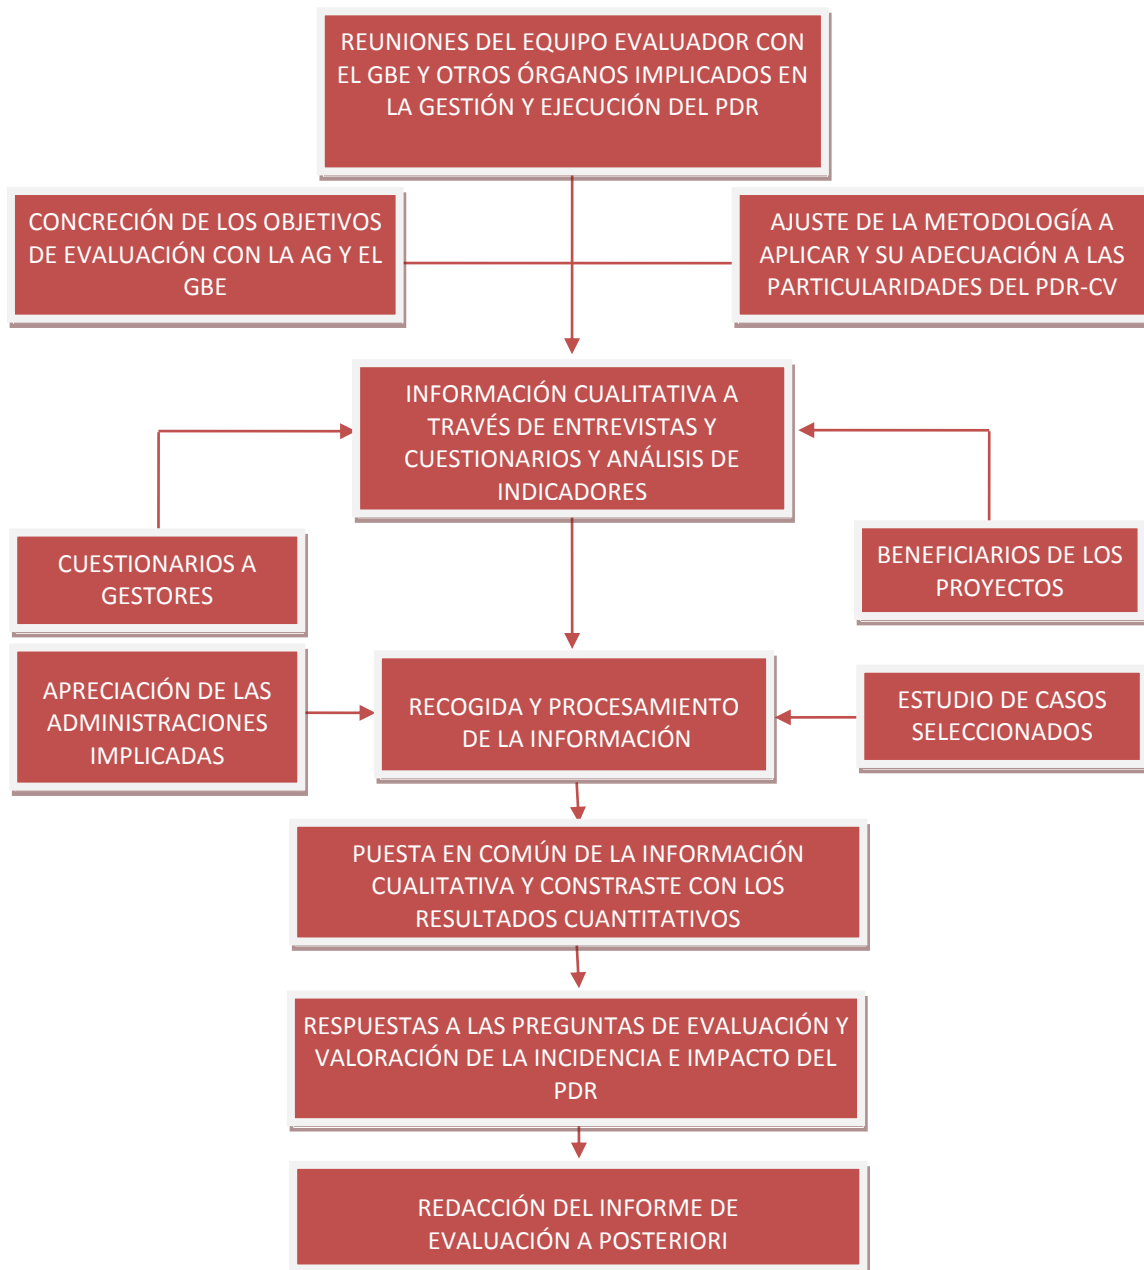 REUNIONES DEL EQUIPO EVALUADOR CON
EL GBE Y OTROS ÓRGANOS IMPLICADOS EN
LA GESTIÓN Y EJECUCIÓN DEL PDR
CONCRECIÓN DE LOS OBJETIVOS
DE EVALUACIÓN CON LA AG Y EL
GBE
AJUSTE DE LA METODOLOGÍA A
APLICAR Y SU ADECUACIÓN A LAS
PARTICULARIDADES DEL PDR-CV
INFORMACIÓN CUALITATIVA A
TRAVÉS DE ENTREVISTAS Y
CUESTIONARIOS Y ANÁLISIS DE
INDICADORES
CUESTIONARIOS A
GESTORES
BENEFICIARIOS DE LOS
PROYECTOS
APRECIACIÓN DE LAS
ADMINISTRACIONES
IMPLICADAS
RECOGIDA Y PROCESAMIENTO
DE LA INFORMACIÓN
ESTUDIO DE CASOS
SELECCIONADOS
PUESTA EN COMÚN DE LA INFORMACIÓN
CUALITATIVA Y CONSTRASTE CON LOS
RESULTADOS CUANTITATIVOS
RESPUESTAS A LAS PREGUNTAS DE EVALUACIÓN Y
VALORACIÓN DE LA INCIDENCIA E IMPACTO DEL
PDR
REDACCIÓN DEL INFORME DE
EVALUACIÓN A POSTERIORI